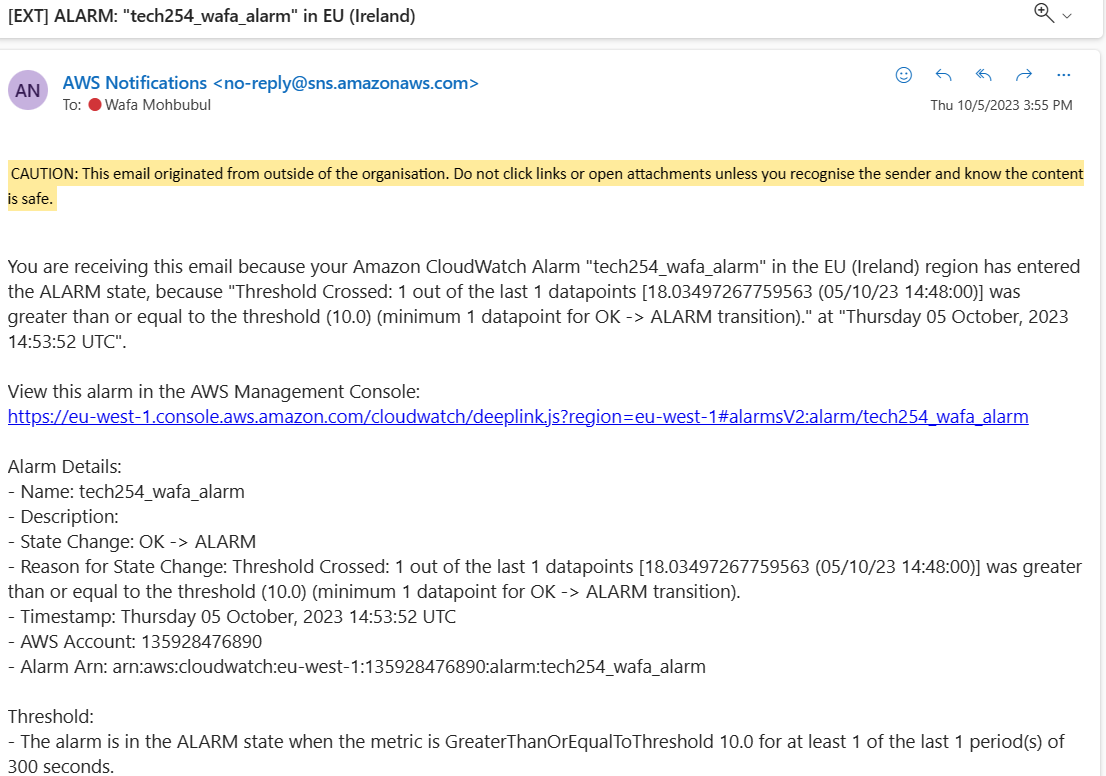 [EXT] ALARM: "tech254_wafa_alarm" in EU (Ireland)
AN
AWS Notifications <no-reply@sns.amazonaws.com>
To: Wafa Mohbubul
Thu 10/5/2023 3:55 PM
CAUTION: This email originated from outside of the organisation. Do not click links or open attachments unless you recognise the sender and know the content
is safe.
You are receiving this email because your Amazon CloudWatch Alarm "tech254_wafa_alarm" in the EU (Ireland) region has entered
the ALARM state, because "Threshold Crossed: 1 out of the last 1 datapoints [18.03497267759563 (05/10/23 14:48:00)] was
greater than or equal to the threshold (10.0) (minimum 1 datapoint for OK -> ALARM transition)." at "Thursday 05 October, 2023
14:53:52 UTC".
View this alarm in the AWS Management Console:
https://eu-west-1.console.aws.amazon.com/cloudwatch/deeplink.js?region=eu-west-1#alarmsV2:alarm/tech254_wafa_alarm
Alarm Details:
- Name: tech254_wafa_alarm
- Description:
- State Change: OK -> ALARM
- Reason for State Change: Threshold Crossed: 1 out of the last 1 datapoints [18.03497267759563 (05/10/23 14:48:00)] was greater
than or equal to the threshold (10.0) (minimum 1 datapoint for OK -> ALARM transition).
- Timestamp: Thursday 05 October, 2023 14:53:52 UTC
- AWS Account: 135928476890
- Alarm Arn: arn:aws:cloudwatch:eu-west-1:135928476890:alarm:tech254_wafa_alarm
Threshold:
- The alarm is in the ALARM state when the metric is GreaterThanOrEqualToThreshold 10.0 for at least 1 of the last 1 period(s) of
300 seconds.